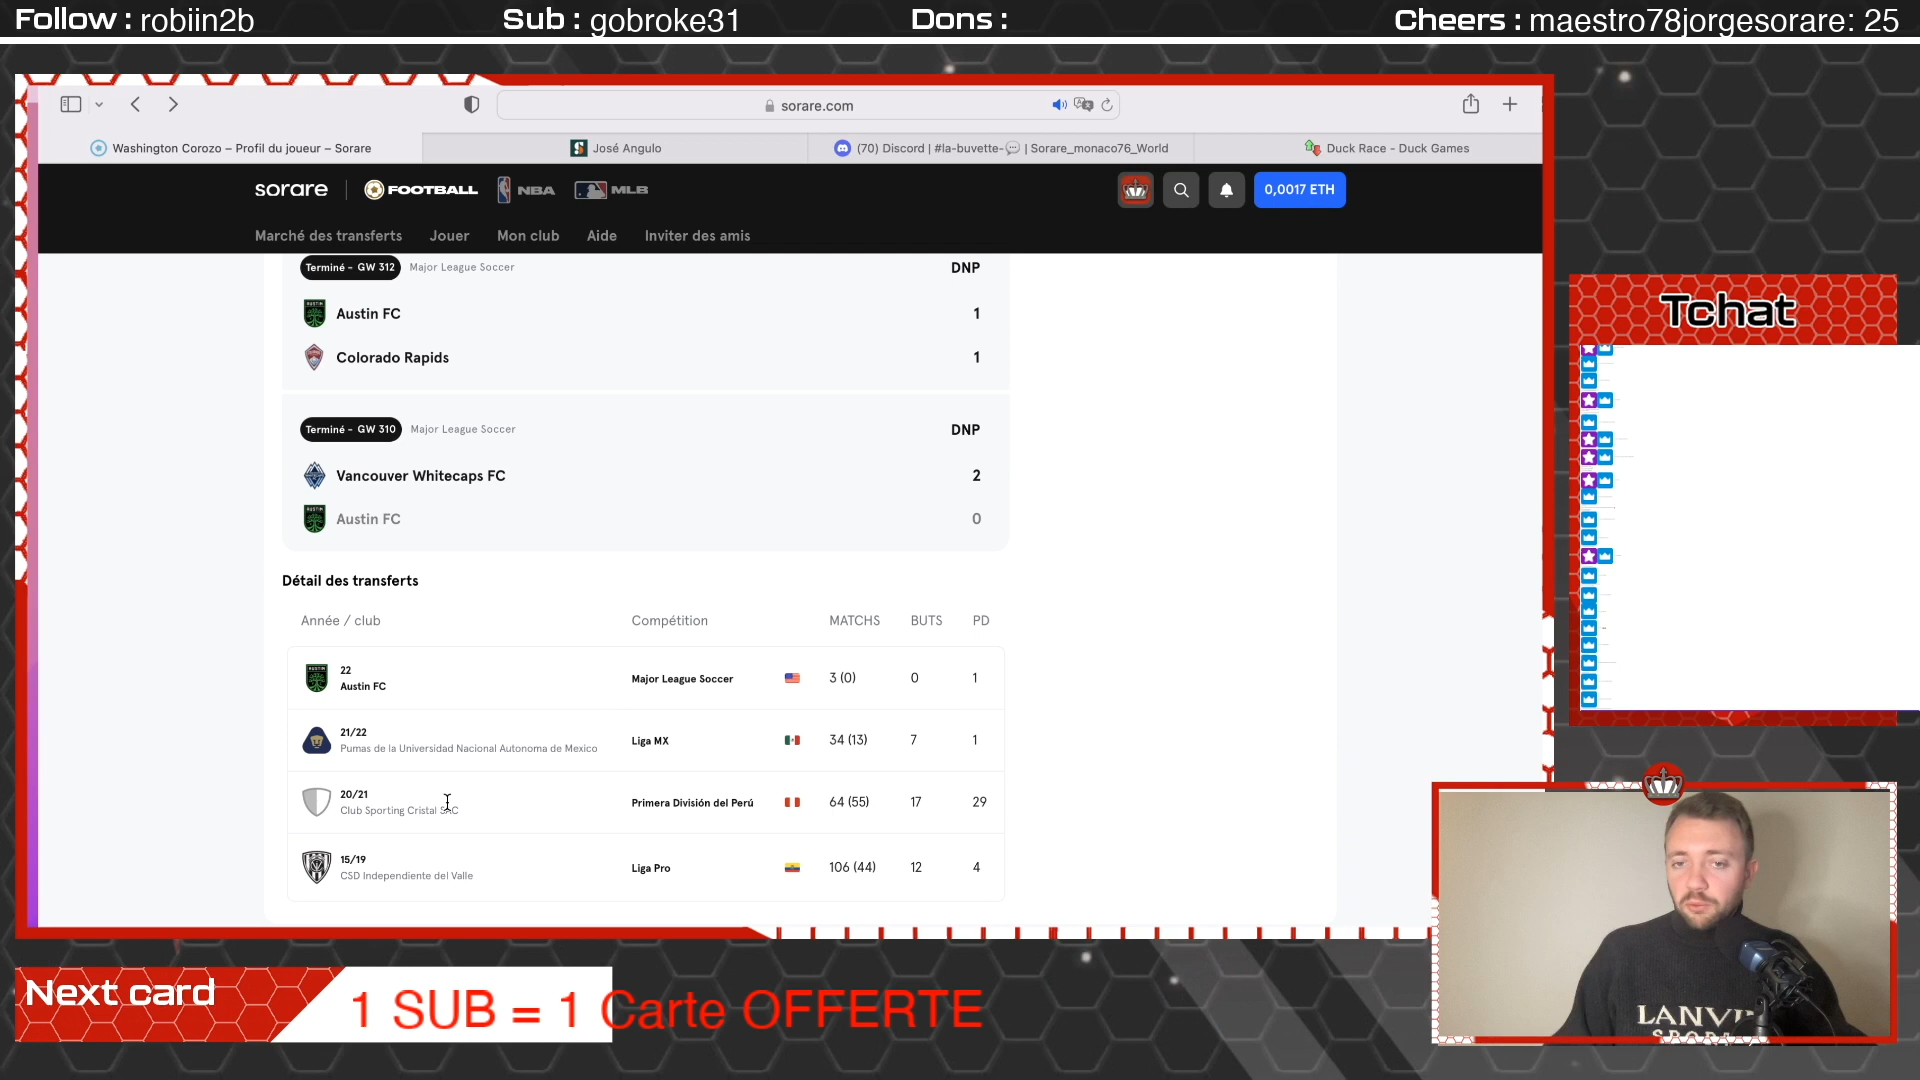 Follow : robiin2b
Sub : gobroke31
Dons :
Cheers : maestro78jorgesorare: 25
sorare.com
Washington Corozo – Profil du joueur – Sorare
José Angulo
(70) Discord | #la-buvette-💬 | Sorare_monaco76_World
Duck Race - Duck Games
sorare
FOOTBALL
NBA
MLB
0,0017 ETH
Marché des transferts
Jouer
Mon club
Aide
Inviter des amis
Terminé - GW 312 Major League Soccer DNP
Austin FC 1
Colorado Rapids 1
Terminé - GW 310 Major League Soccer DNP
Vancouver Whitecaps FC 2
Austin FC 0
Détail des transferts
Année / club Compétition MATCHS BUTS PD
22
Austin FC Major League Soccer 3 (0) 0 1
21/22
Pumas de la Universidad Nacional Autonoma de Mexico Liga MX 34 (13) 7 1
20/21
Club Sporting Cristal SAC Primera División del Perú 64 (55) 17 29
15/19
CSD Independiente del Valle Liga Pro 106 (44) 12 4
Tchat
Next card
1 SUB = 1 Carte OFFERTE
LANVIN